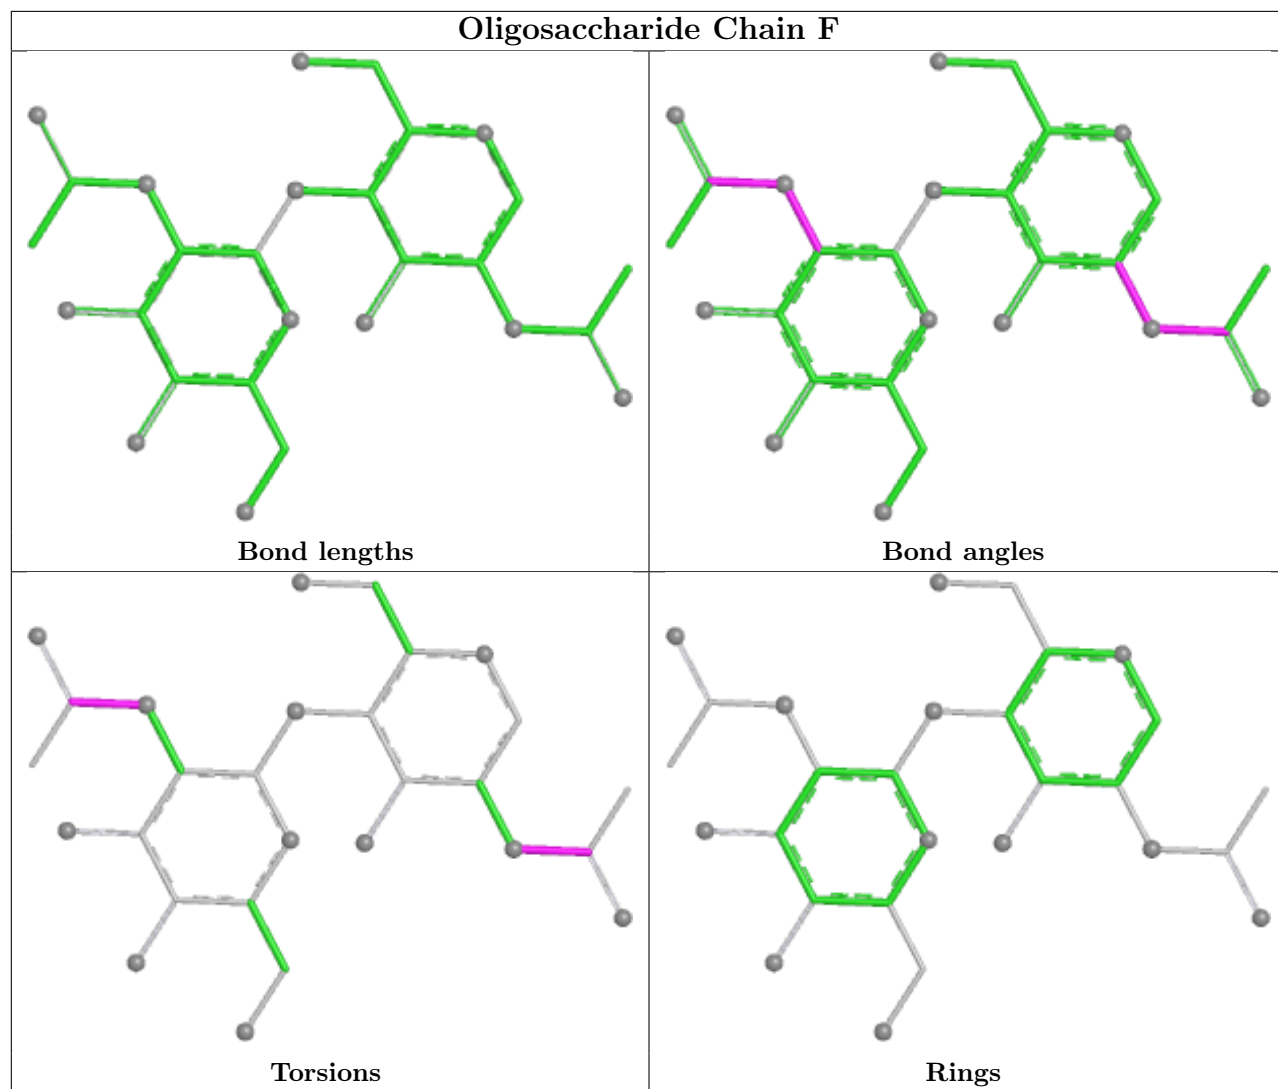 Oligosaccharide Chain F
Bond lengths
Bond angles
Torsions
Rings